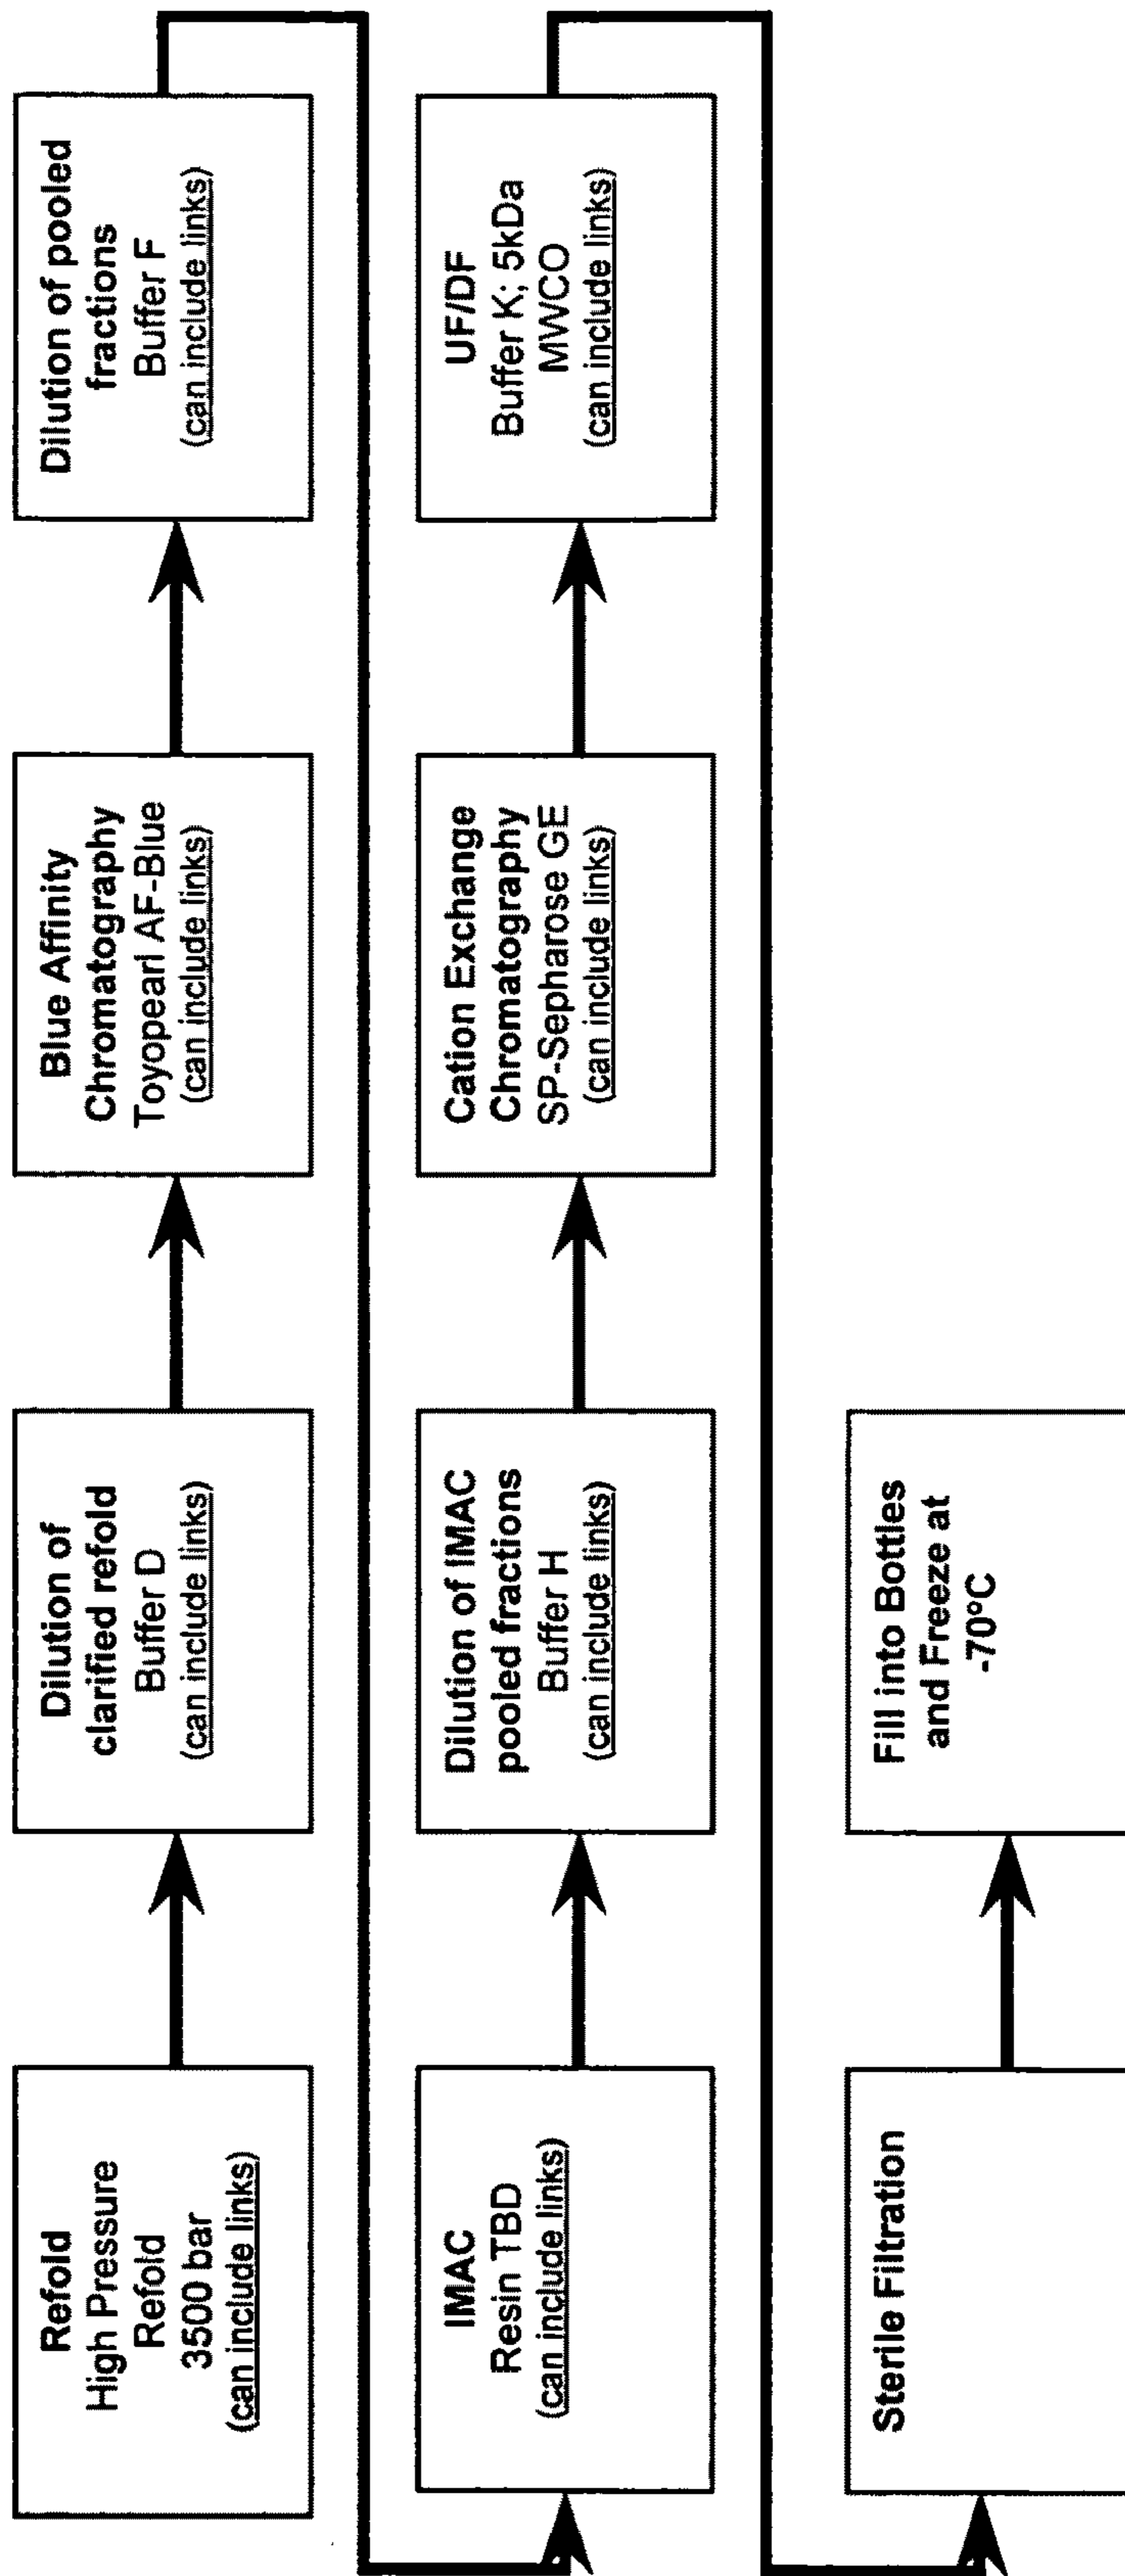 Refold
High Pressure
Refold
3500 bar
(can include links)
Dilution of
clarified refold
Buffer D
(can include links)
Blue Affinity
Chromatography
Toyopearl AF-Blue
(can include links)
Dilution of pooled
fractions
Buffer F
(can include links)
IMAC
Resin TBD
(can include links)
Dilution of IMAC
pooled fractions
Buffer H
(can include links)
Cation Exchange
Chromatography
SP-Sepharose GE
(can include links)
UF/DF
Buffer K; 5kDa
MWCO
(can include links)
Sterile Filtration
Fill into Bottles
and Freeze at
-70ºC